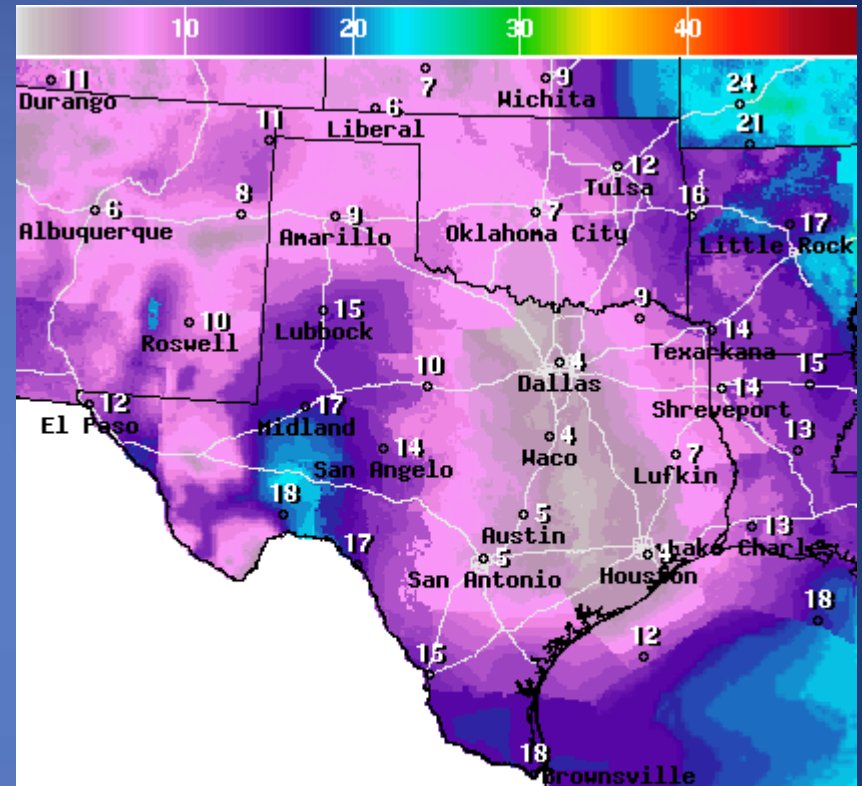 10 20 30 40
11 7 9
Durango Wichita
6 24
Liberal
11 21
12
Tulsa
6 8 9 7 16 17
Albuquerque Amarillo Oklahoma City Little Rock
10 15 9
Roswell Lubbock
4 14
Texarkana
Dallas
10 14 15
12 17
El Paso Midland Shreveport
14 4 7 13
San Angelo Waco Lufkin
18 5 13
Austin
17 5 4 Lake Charl
San Antonio Houston
18
12
15
18
Brownsville